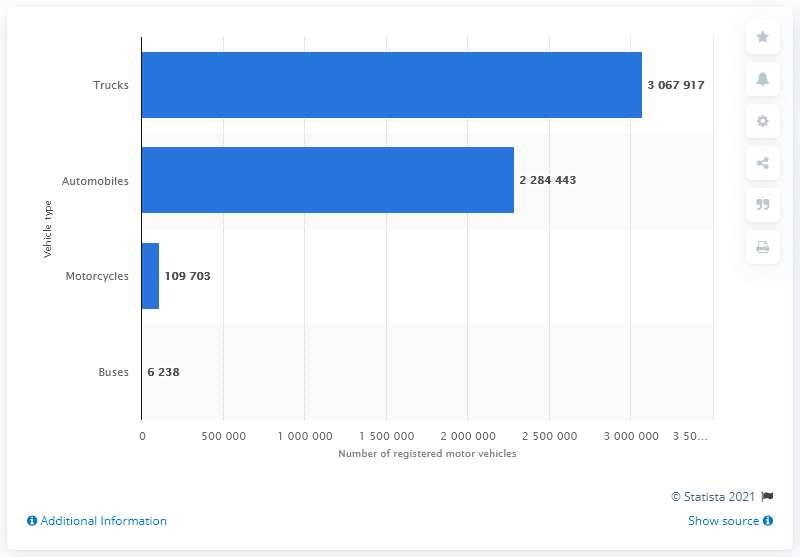 Trucks
3 067 917
Automobiles
2 284 443
Vehicle type
Motorcycles
109 703
Buses
6 238
0 500 000 1 000 000 1 500 000 2 000 000 2 500 000 3 000 000 3 50...
Number of registered motor vehicles
© Statista 2021
Additional Information
Show source